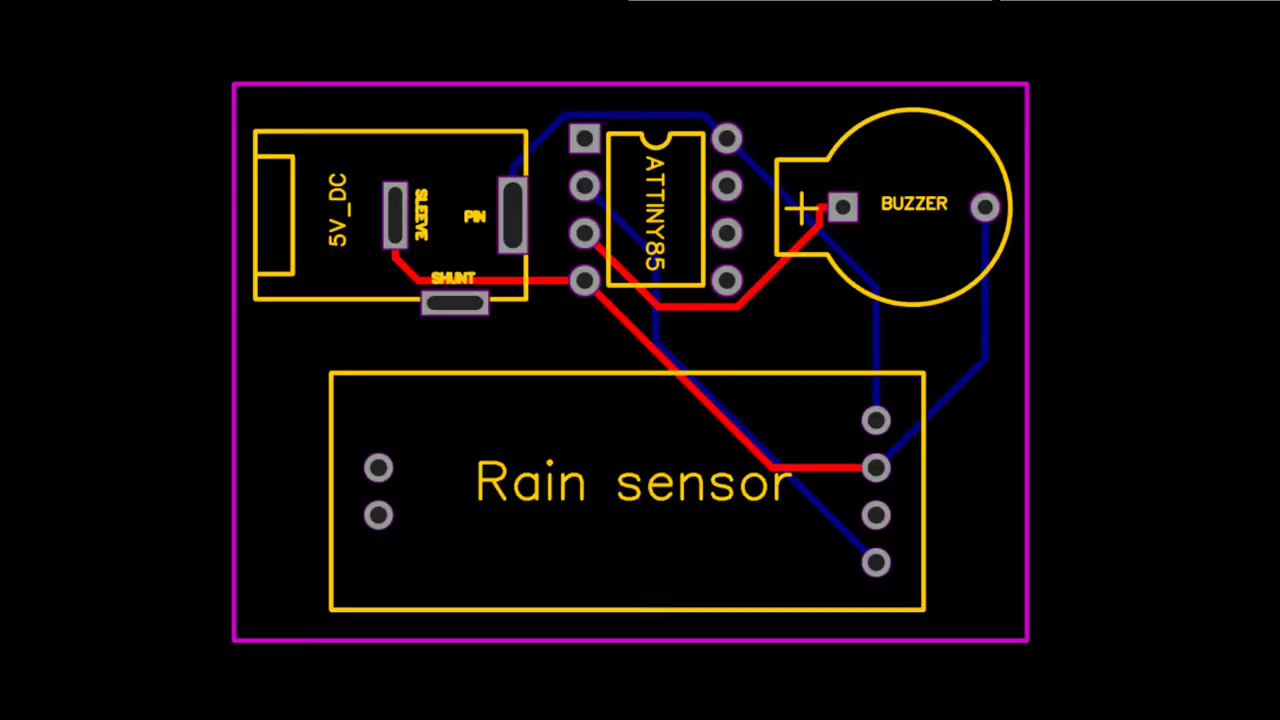 5V_DC
SLEEVE
PIN
SHUNT
ATTINY85
+
BUZZER
Rain sensor